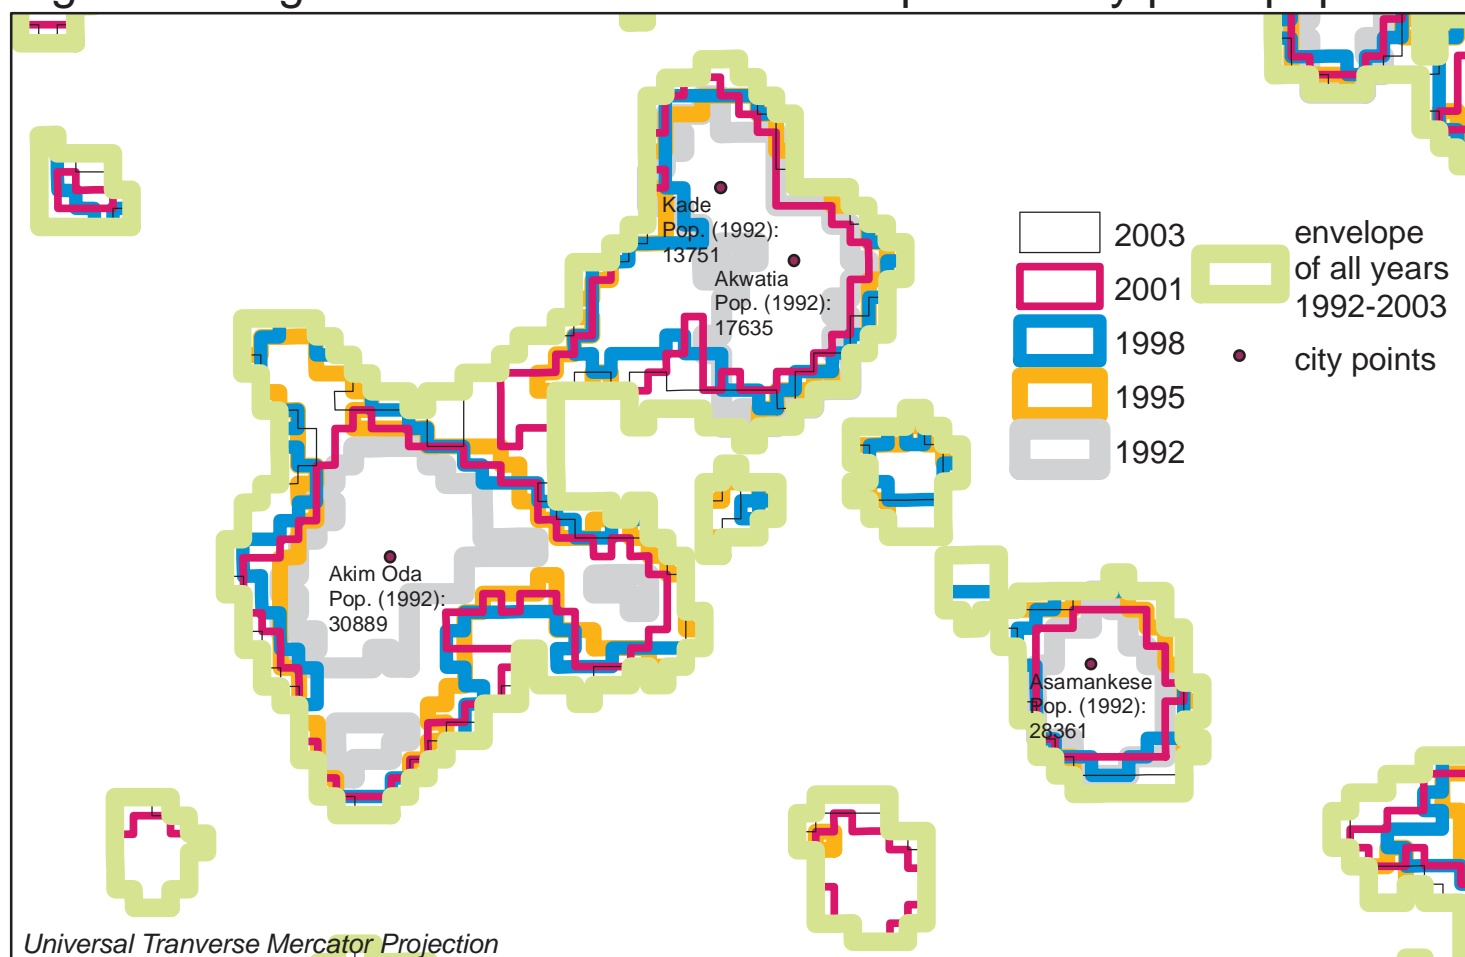 Kade
Pop. (1992):
13751
Akwatia
Pop. (1992):
17635
2003
2001
1998
1995
1992
envelope
of all years
1992-2003
city points
Akim Oda
Pop. (1992):
30889
Asamankese
Pop. (1992):
28361
Universal Tranverse Mercator Projection